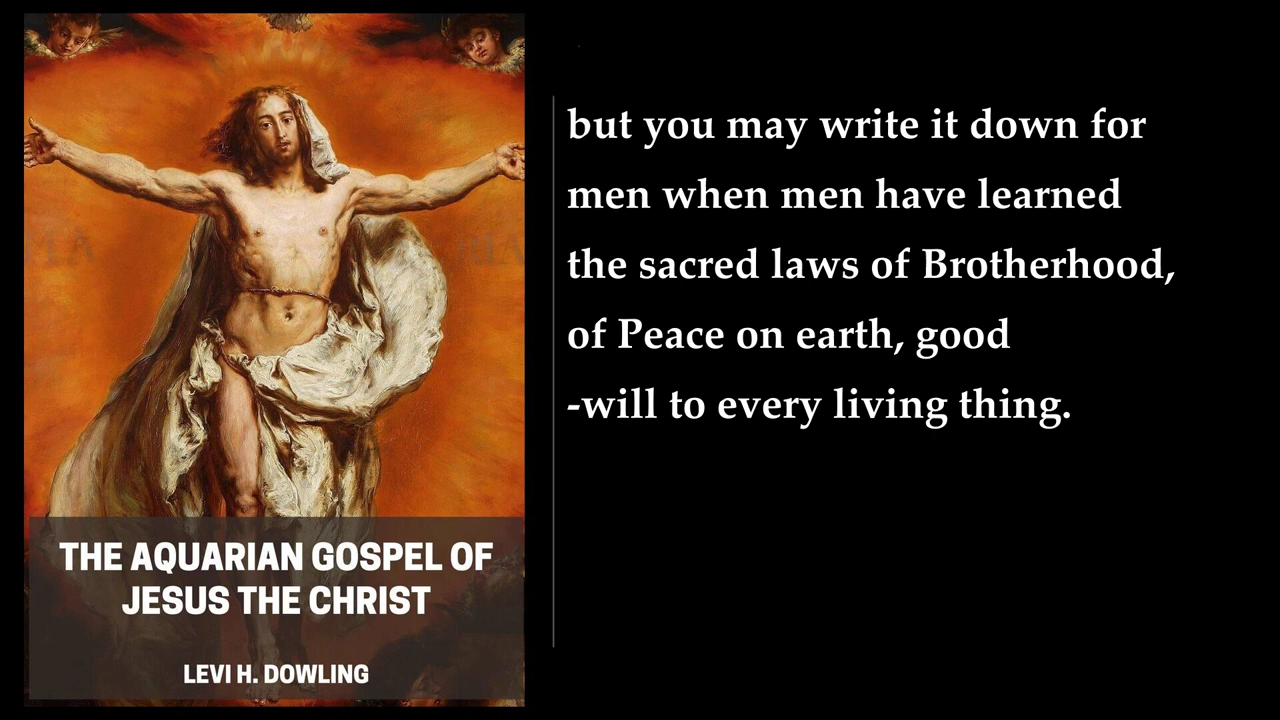 but you may write it down for
men when men have learned
the sacred laws of Brotherhood,
of Peace on earth, good
-will to every living thing.
THE AQUARIAN GOSPEL OF
JESUS THE CHRIST
LEVI H. DOWLING